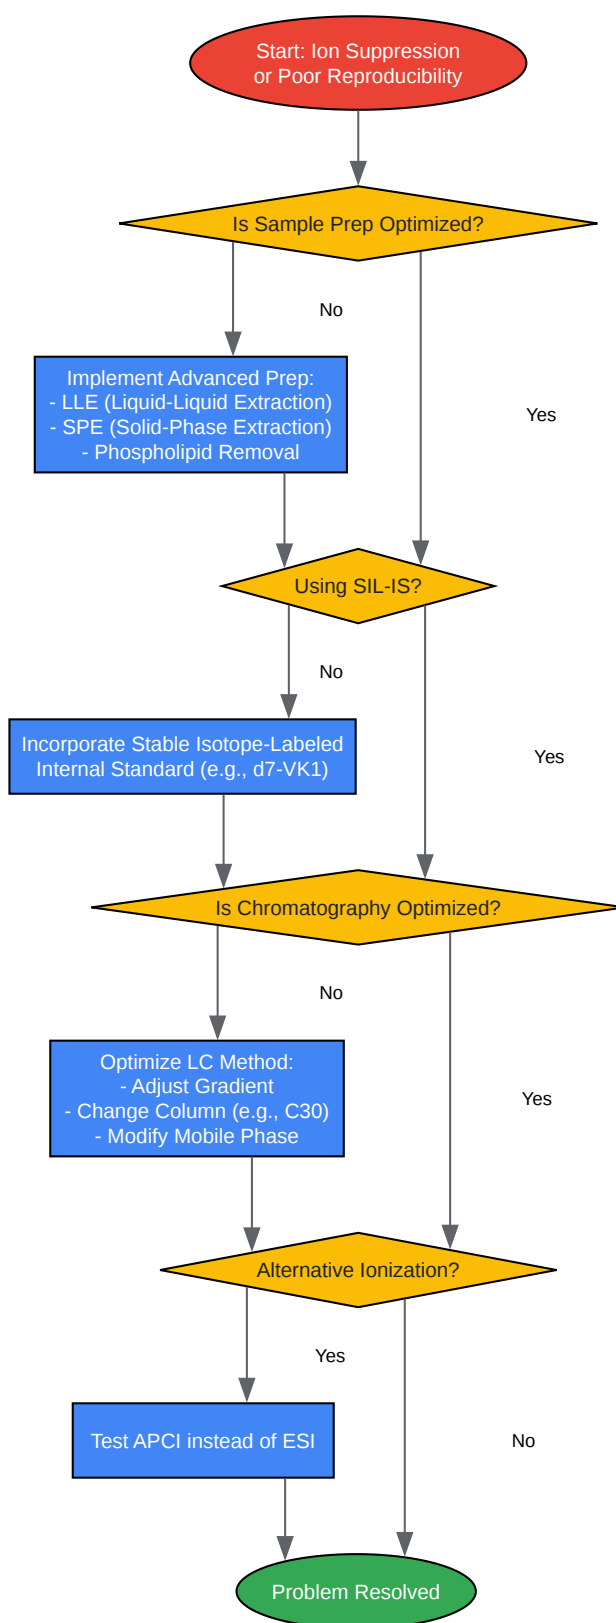 Start: Ion Suppression
or Poor Reproducibility
Is Sample Prep Optimized?
No
Implement Advanced Prep:
- LLE (Liquid-Liquid Extraction)
- SPE (Solid-Phase Extraction)
- Phospholipid Removal
Yes
Using SIL-IS?
No
Incorporate Stable Isotope-Labeled
Internal Standard (e.g., d7-VK1)
Yes
Is Chromatography Optimized?
No
Optimize LC Method:
- Adjust Gradient
- Change Column (e.g., C30)
- Modify Mobile Phase
Yes
Alternative Ionization?
Yes
Test APCI instead of ESI
No
Problem Resolved